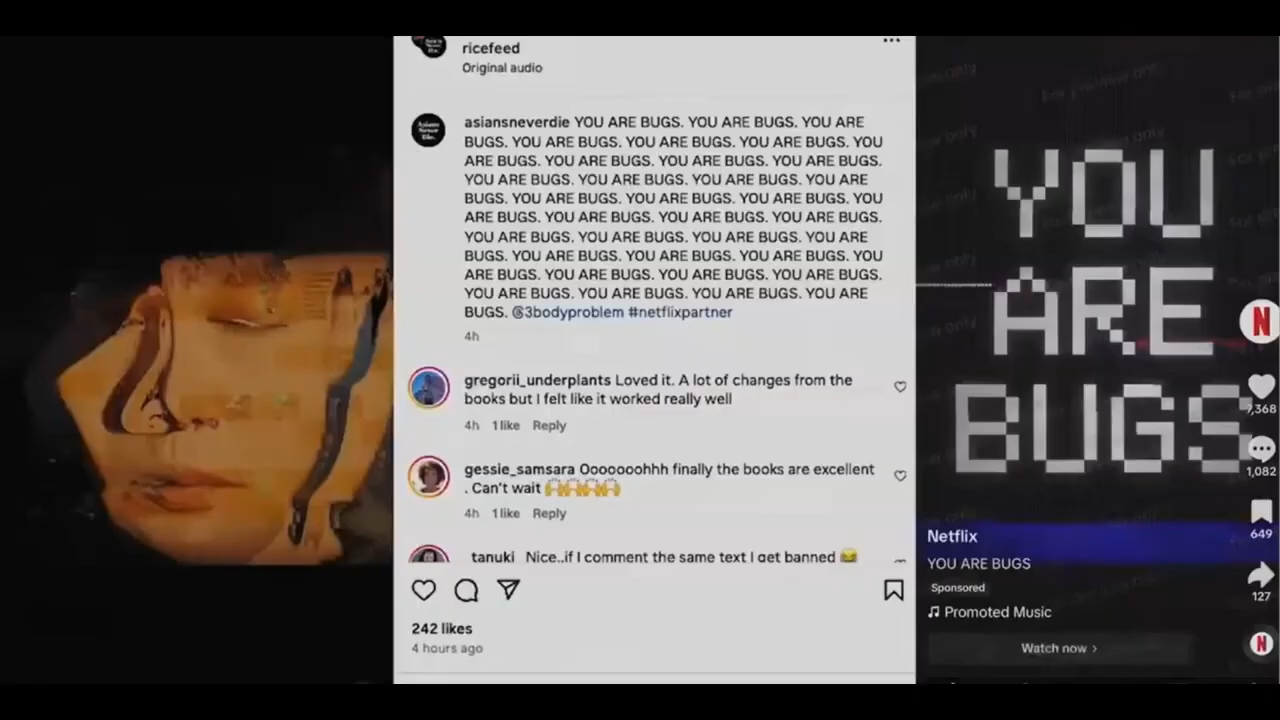 ricefeed
Original audio
asiansneverdie YOU ARE BUGS. YOU ARE BUGS. YOU ARE
BUGS. YOU ARE BUGS. YOU ARE BUGS. YOU ARE BUGS. YOU
ARE BUGS. YOU ARE BUGS. YOU ARE BUGS. YOU ARE BUGS.
YOU ARE BUGS. YOU ARE BUGS. YOU ARE BUGS. YOU ARE
BUGS. YOU ARE BUGS. YOU ARE BUGS. YOU ARE BUGS. YOU
ARE BUGS. YOU ARE BUGS. YOU ARE BUGS. YOU ARE BUGS.
YOU ARE BUGS. YOU ARE BUGS. YOU ARE BUGS. YOU ARE
BUGS. YOU ARE BUGS. YOU ARE BUGS. YOU ARE BUGS. YOU
ARE BUGS. YOU ARE BUGS. YOU ARE BUGS. YOU ARE BUGS.
YOU ARE BUGS. YOU ARE BUGS. YOU ARE BUGS. YOU ARE
BUGS. @3bodyproblem #netflixpartner
4h
Asians
Never
Die.
gregorii_underplants Loved it. A lot of changes from the
books but I felt like it worked really well
4h 1 like Reply
gessie_samsara Ooooooohhh finally the books are excellent
. Can't wait 🙌🙌🙌🙌
4h 1 like Reply
_tanuki_ Nice..if I comment the same text I get banned 😂
242 likes
4 hours ago
YOU
ARE
BUGS
N
7,368
1,082
649
127
Netflix
YOU ARE BUGS
Sponsored
Promoted Music
Watch now >
N